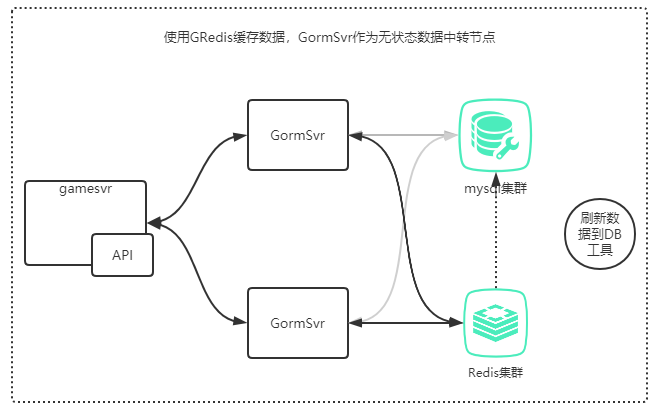 使用GRedis缓存数据，GormSvr作为无状态数据中转节点
GormSvr
mysql集群
gamesvr
API
刷新数
据到DB
工具
GormSvr
Redis集群